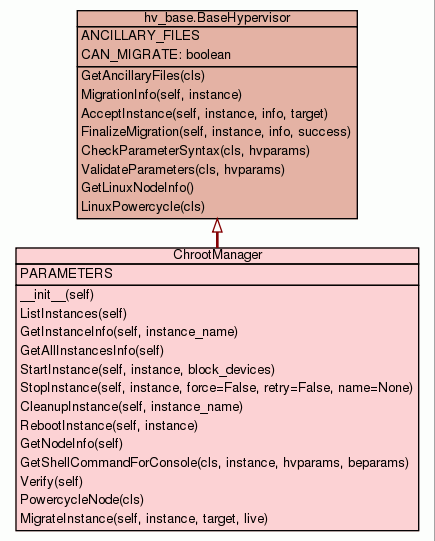 hv_base.BaseHypervisor
ANCILLARY_FILES
CAN_MIGRATE: boolean
GetAncillaryFiles(cls)
MigrationInfo(self, instance)
AcceptInstance(self, instance, info, target)
FinalizeMigration(self, instance, info, success)
CheckParameterSyntax(cls, hvparams)
ValidateParameters(cls, hvparams)
GetLinuxNodeInfo()
LinuxPowercycle(cls)
ChrootManager
PARAMETERS
__init__(self)
ListInstances(self)
GetInstanceInfo(self, instance_name)
GetAllInstancesInfo(self)
StartInstance(self, instance, block_devices)
StopInstance(self, instance, force=False, retry=False, name=None)
CleanupInstance(self, instance_name)
RebootInstance(self, instance)
GetNodeInfo(self)
GetShellCommandForConsole(cls, instance, hvparams, beparams)
Verify(self)
PowercycleNode(cls)
MigrateInstance(self, instance, target, live)